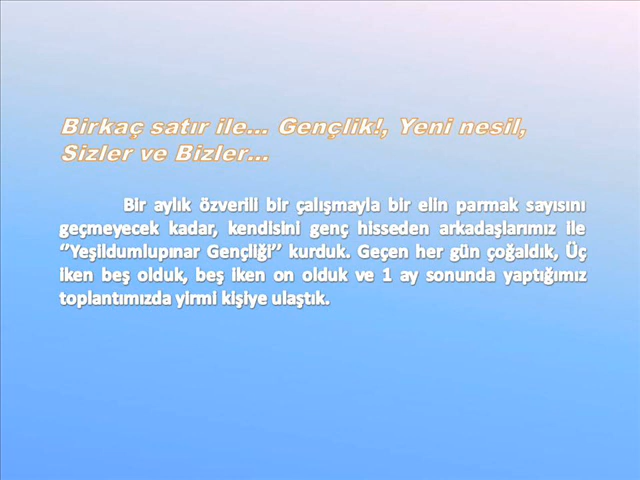 Birkaç satır ile... Gençlik!, Yeni nesil,
Sizler ve Bizler...
Bir aylık özverili bir çalışmayla bir elin parmak sayısını
geçmeyecek kadar, kendisini genç hisseden arkadaşlarımız ile
‘’Yeşildumlupınar Gençliği’’ kurduk. Geçen her gün çoğaldık, Üç
iken beş olduk, beş iken on olduk ve 1 ay sonunda yaptığımız
toplantımızda yirmi kişiye ulaştık.